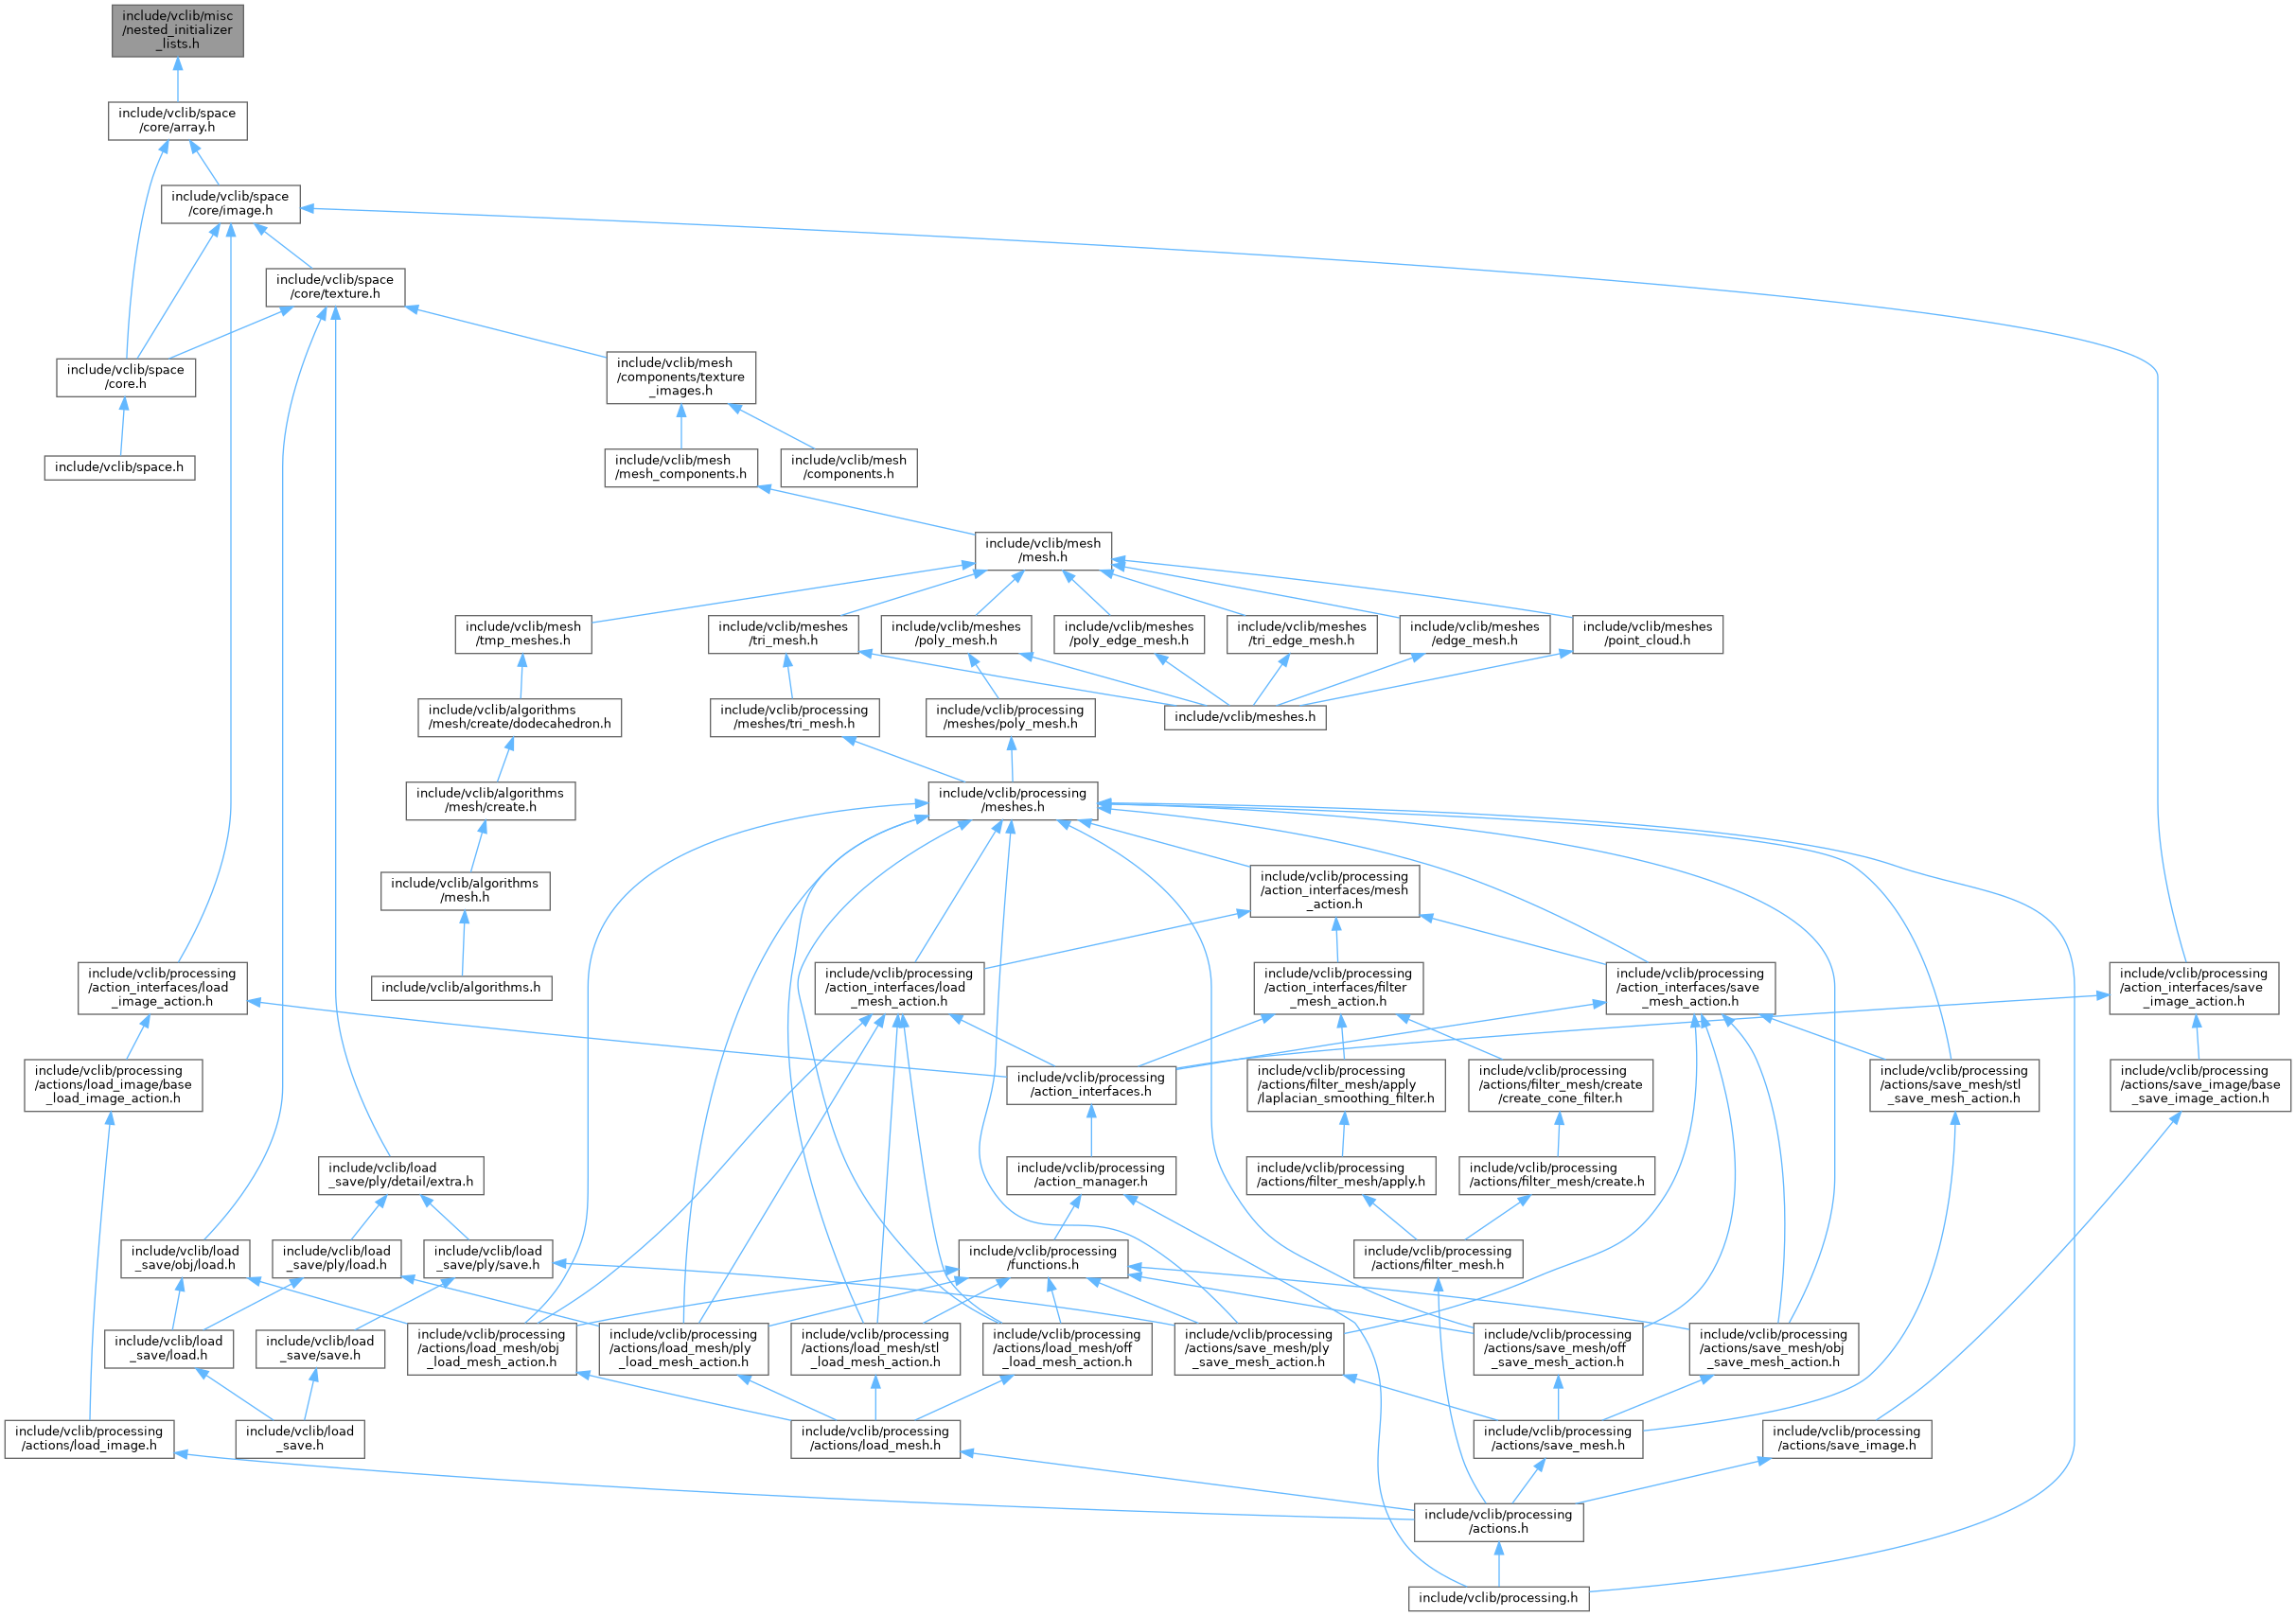 include/vclib/misc
/nested_initializer
_lists.h
include/vclib/space
/core/array.h
include/vclib/space
/core/image.h
include/vclib/space
/core/texture.h
include/vclib/space
/core.h
include/vclib/mesh
/components/texture
_images.h
include/vclib/space.h
include/vclib/mesh
/mesh_components.h
include/vclib/mesh
/components.h
include/vclib/mesh
/mesh.h
include/vclib/mesh
/tmp_meshes.h
include/vclib/meshes
/tri_mesh.h
include/vclib/meshes
/poly_mesh.h
include/vclib/meshes
/poly_edge_mesh.h
include/vclib/meshes
/tri_edge_mesh.h
include/vclib/meshes
/edge_mesh.h
include/vclib/meshes
/point_cloud.h
include/vclib/algorithms
/mesh/create/dodecahedron.h
include/vclib/processing
/meshes/tri_mesh.h
include/vclib/processing
/meshes/poly_mesh.h
include/vclib/meshes.h
include/vclib/algorithms
/mesh/create.h
include/vclib/processing
/meshes.h
include/vclib/algorithms
/mesh.h
include/vclib/processing
/action_interfaces/mesh
_action.h
include/vclib/processing
/action_interfaces/load
_image_action.h
include/vclib/algorithms.h
include/vclib/processing
/action_interfaces/load
_mesh_action.h
include/vclib/processing
/action_interfaces/filter
_mesh_action.h
include/vclib/processing
/action_interfaces/save
_mesh_action.h
include/vclib/processing
/action_interfaces/save
_image_action.h
include/vclib/processing
/actions/load_image/base
_load_image_action.h
include/vclib/processing
/action_interfaces.h
include/vclib/processing
/actions/filter_mesh/apply
/laplacian_smoothing_filter.h
include/vclib/processing
/actions/filter_mesh/create
/create_cone_filter.h
include/vclib/processing
/actions/save_mesh/stl
_save_mesh_action.h
include/vclib/processing
/actions/save_image/base
_save_image_action.h
include/vclib/load
_save/ply/detail/extra.h
include/vclib/processing
/action_manager.h
include/vclib/processing
/actions/filter_mesh/apply.h
include/vclib/processing
/actions/filter_mesh/create.h
include/vclib/load
_save/obj/load.h
include/vclib/load
_save/ply/load.h
include/vclib/load
_save/ply/save.h
include/vclib/processing
/functions.h
include/vclib/processing
/actions/filter_mesh.h
include/vclib/load
_save/load.h
include/vclib/load
_save/save.h
include/vclib/processing
/actions/load_mesh/obj
_load_mesh_action.h
include/vclib/processing
/actions/load_mesh/ply
_load_mesh_action.h
include/vclib/processing
/actions/load_mesh/stl
_load_mesh_action.h
include/vclib/processing
/actions/load_mesh/off
_load_mesh_action.h
include/vclib/processing
/actions/save_mesh/ply
_save_mesh_action.h
include/vclib/processing
/actions/save_mesh/off
_save_mesh_action.h
include/vclib/processing
/actions/save_mesh/obj
_save_mesh_action.h
include/vclib/processing
/actions/load_image.h
include/vclib/load
_save.h
include/vclib/processing
/actions/load_mesh.h
include/vclib/processing
/actions/save_mesh.h
include/vclib/processing
/actions/save_image.h
include/vclib/processing
/actions.h
include/vclib/processing.h